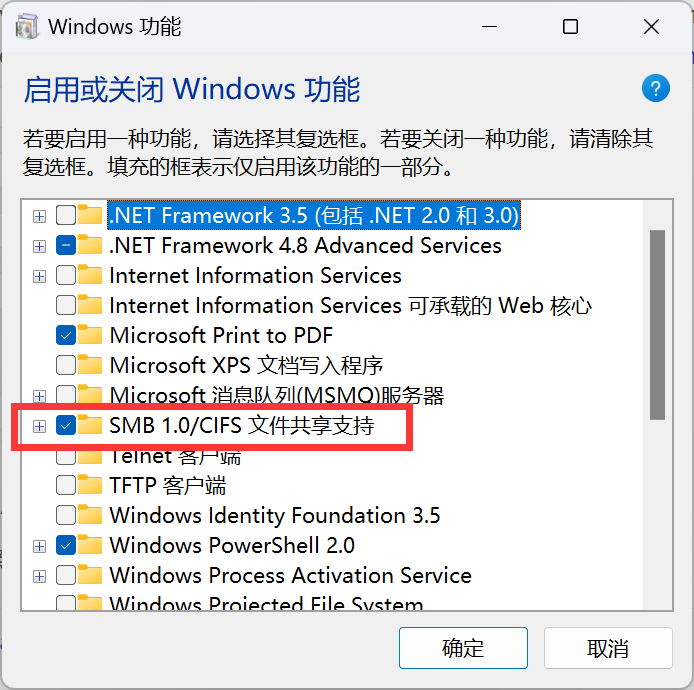 Windows 功能
启用或关闭 Windows 功能
?
若要启用一种功能，请选择其复选框。若要关闭一种功能，请清除其
复选框。填充的框表示仅启用该功能的一部分。
.NET Framework 3.5 (包括 .NET 2.0 和 3.0)
.NET Framework 4.8 Advanced Services
Internet Information Services
Internet Information Services 可承载的 Web 核心
Microsoft Print to PDF
Microsoft XPS 文档写入程序
Microsoft 消息队列(MSMQ)服务器
SMB 1.0/CIFS 文件共享支持
Telnet 客户端
TFTP 客户端
Windows Identity Foundation 3.5
Windows PowerShell 2.0
Windows Process Activation Service
Windows Projected File System
确定
取消